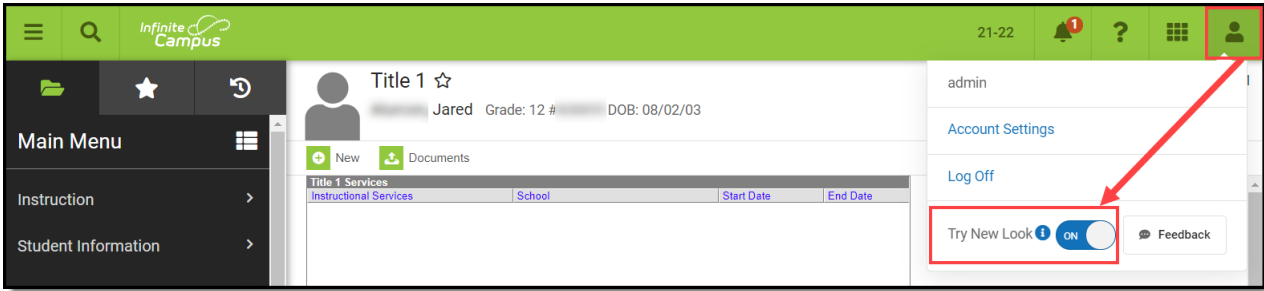 Infinite
Campus
21-22
1
?
Title 1
Jared Grade: 12 # DOB: 08/02/03
admin
Account Settings
Main Menu
New Documents
Log Off
Title 1 Services
Instructional Services School Start Date End Date
Instruction
Try New Look ON Feedback
Student Information